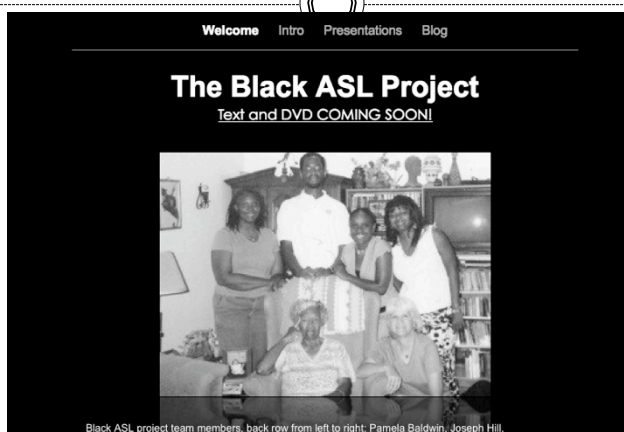 Welcome Intro Presentations Blog
The Black ASL Project
Text and DVD COMING SOON!
Black ASL project team members, back row from left to right: Pamela Baldwin, Joseph Hill,